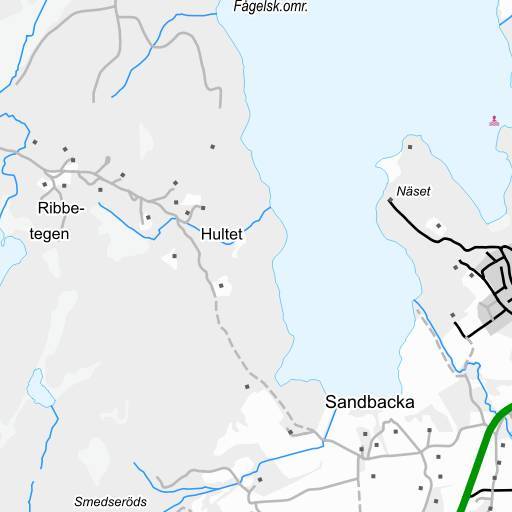 Fågelsk.omr.
Näset
Ribbe-
tegen
Hultet
Sandbacka
Smedseröds